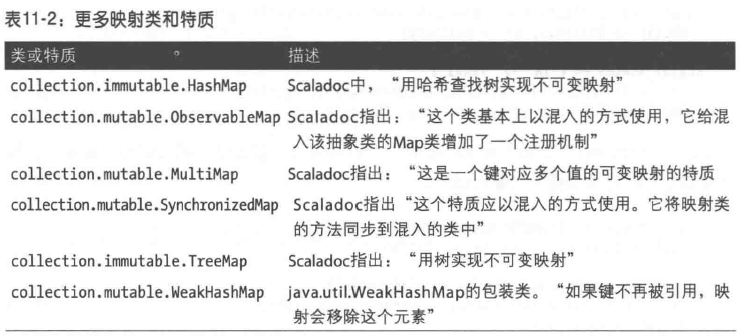 表11-2：更多映射类和特质
类或特质 描述
collection.immutable.HashMap Scaladoc中，“用哈希查找树实现不可变映射”
collection.mutable.ObservableMap Scaladoc指出：“这个类基本上以混入的方式使用，它给混
入该抽象类的Map类增加了一个注册机制”
collection.mutable.MultiMap Scaladoc指出：“这是一个键对应多个值的可变映射的特质
collection.mutable.SynchronizedMap Scaladoc指出“这个特质应以混入的方式使用。它将映射类
的方法同步到混入的类中”
collection.immutable.TreeMap Scaladoc指出：“用树实现不可变映射”
collection.mutable.WeakHashMap java.util.WeakHashMap的包装类。“如果键不再被引用，映
射会移除这个元素”